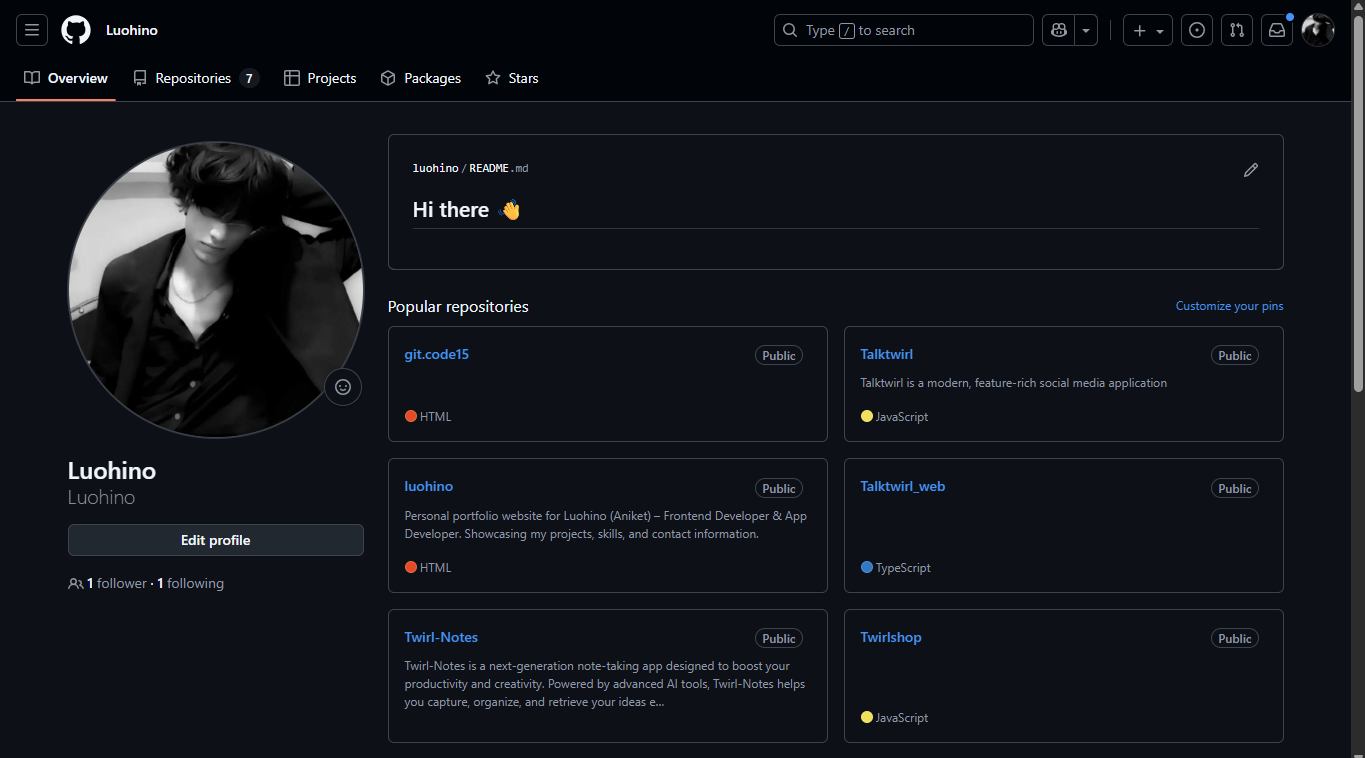 Luohino
Type / to search
Overview
Repositories 7
Projects
Packages
Stars
luohino/README.md
Hi there 👋
Popular repositories
Customize your pins
git.code15
Public
HTML
Talktwirl
Public
Talktwirl is a modern, feature-rich social media application
JavaScript
luohino
Public
Personal portfolio website for Luohino (Aniket) – Frontend Developer & App
Developer. Showcasing my projects, skills, and contact information.
HTML
Talktwirl_web
Public
TypeScript
Twirl-Notes
Public
Twirl-Notes is a next-generation note-taking app designed to boost your
productivity and creativity. Powered by advanced AI tools, Twirl-Notes helps
you capture, organize, and retrieve your ideas e...
Twirlshop
Public
JavaScript
Luohino
Luohino
Edit profile
1 follower · 1 following